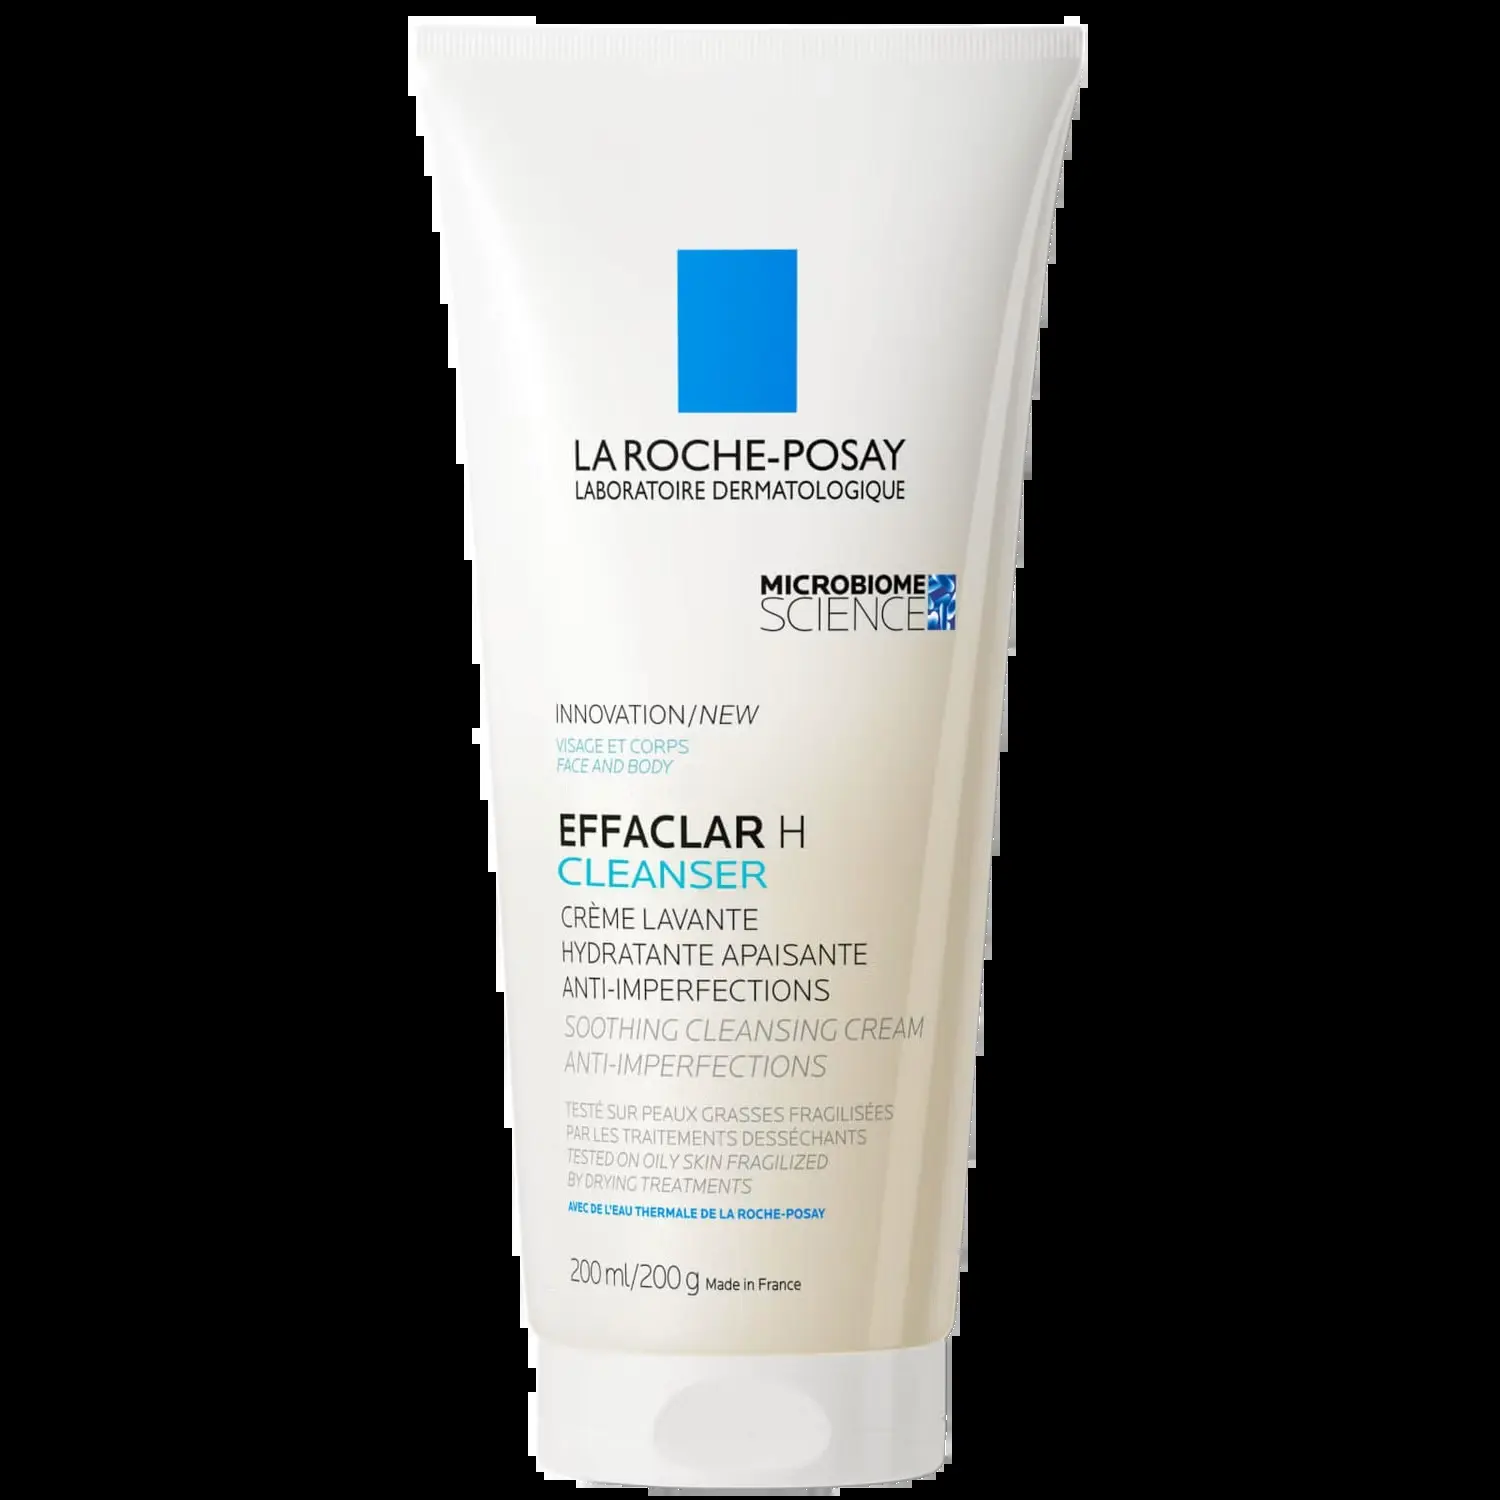 LA ROCHE-POSAY
LABORATOIRE DERMATOLOGIQUE
MICROBIOME
SCIENCE
INNOVATION/NEW
VISAGE ET CORPS
FACE AND BODY
EFFACLAR H
CLEANSER
CRÈME LAVANTE
HYDRATANTE APAISANTE
ANTI-IMPERFECTIONS
SOOTHING CLEANSING CREAM
ANTI-IMPERFECTIONS
TESTÉ SUR PEAUX GRASSES FRAGILISÉES
PAR LES TRAITEMENTS DESSÉCHANTS
TESTED ON OILY SKIN FRAGILIZED
BY DRYING TREATMENTS
AVEC DE L'EAU THERMALE DE LA ROCHE-POSAY
200 ml/200 g Made in France